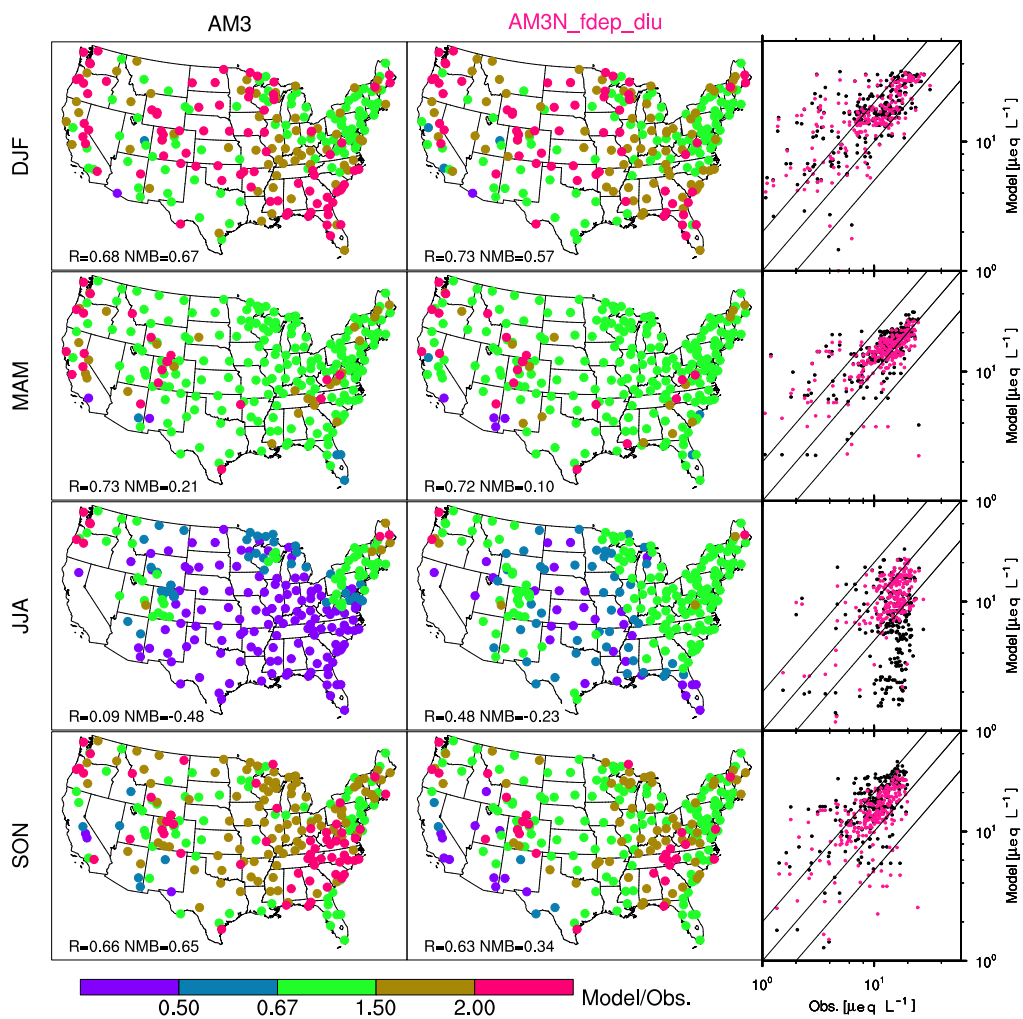 AM3
AM3N_fdep_diu
DJF
R=0.68 NMB=0.67
R=0.73 NMB=0.57
10¹
Model [μeq L⁻¹]
10⁰
MAM
R=0.73 NMB=0.21
R=0.72 NMB=0.10
10¹
Model [μeq L⁻¹]
10⁰
JJA
R=0.09 NMB=-0.48
R=0.48 NMB=-0.23
10¹
Model [μeq L⁻¹]
10⁰
SON
R=0.66 NMB=0.65
R=0.63 NMB=0.34
10¹
Model [μeq L⁻¹]
10⁰
10⁰ 10¹
Obs. [μeq L⁻¹]
0.50 0.67 1.50 2.00 Model/Obs.